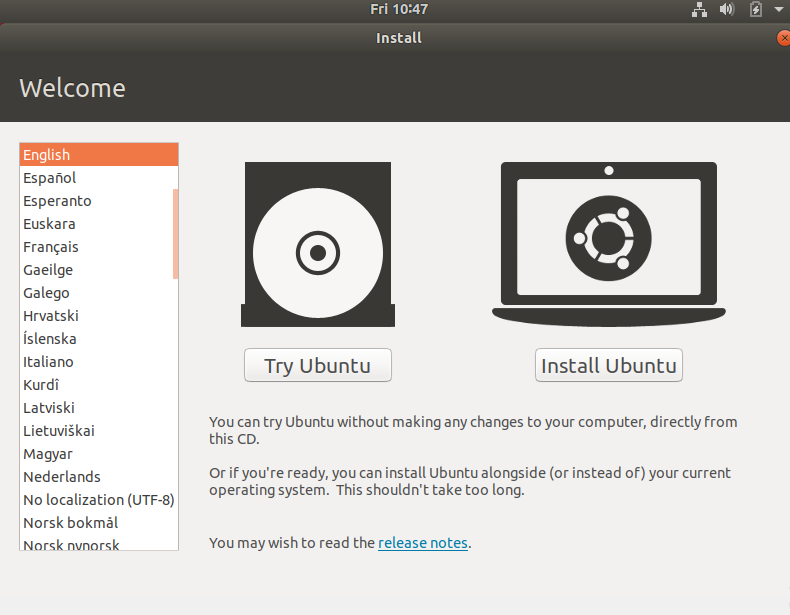 Fri 10:47
Install
Welcome
English
Español
Esperanto
Euskara
Français
Gaeilge
Galego
Hrvatski
Íslenska
Italiano
Kurdî
Latviski
Lietuviškai
Magyar
Nederlands
No localization (UTF-8)
Norsk bokmål
Norsk nynorsk
Try Ubuntu
Install Ubuntu
You can try Ubuntu without making any changes to your computer, directly from
this CD.
Or if you're ready, you can install Ubuntu alongside (or instead of) your current
operating system. This shouldn't take too long.
You may wish to read the release notes.